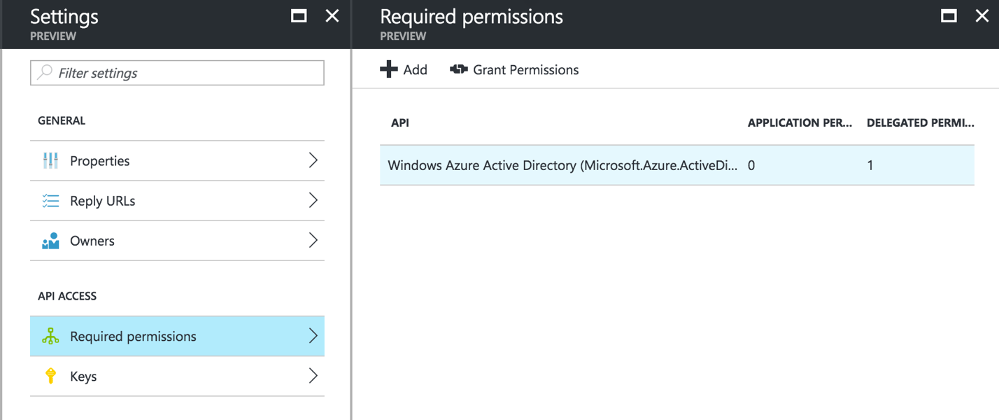 Settings
PREVIEW
Filter settings
GENERAL
Properties
Reply URLs
Owners
API ACCESS
Required permissions
Keys
Required permissions
PREVIEW
Add Grant Permissions
API APPLICATION PER... DELEGATED PERMI...
Windows Azure Active Directory (Microsoft.Azure.ActiveDi... 0 1